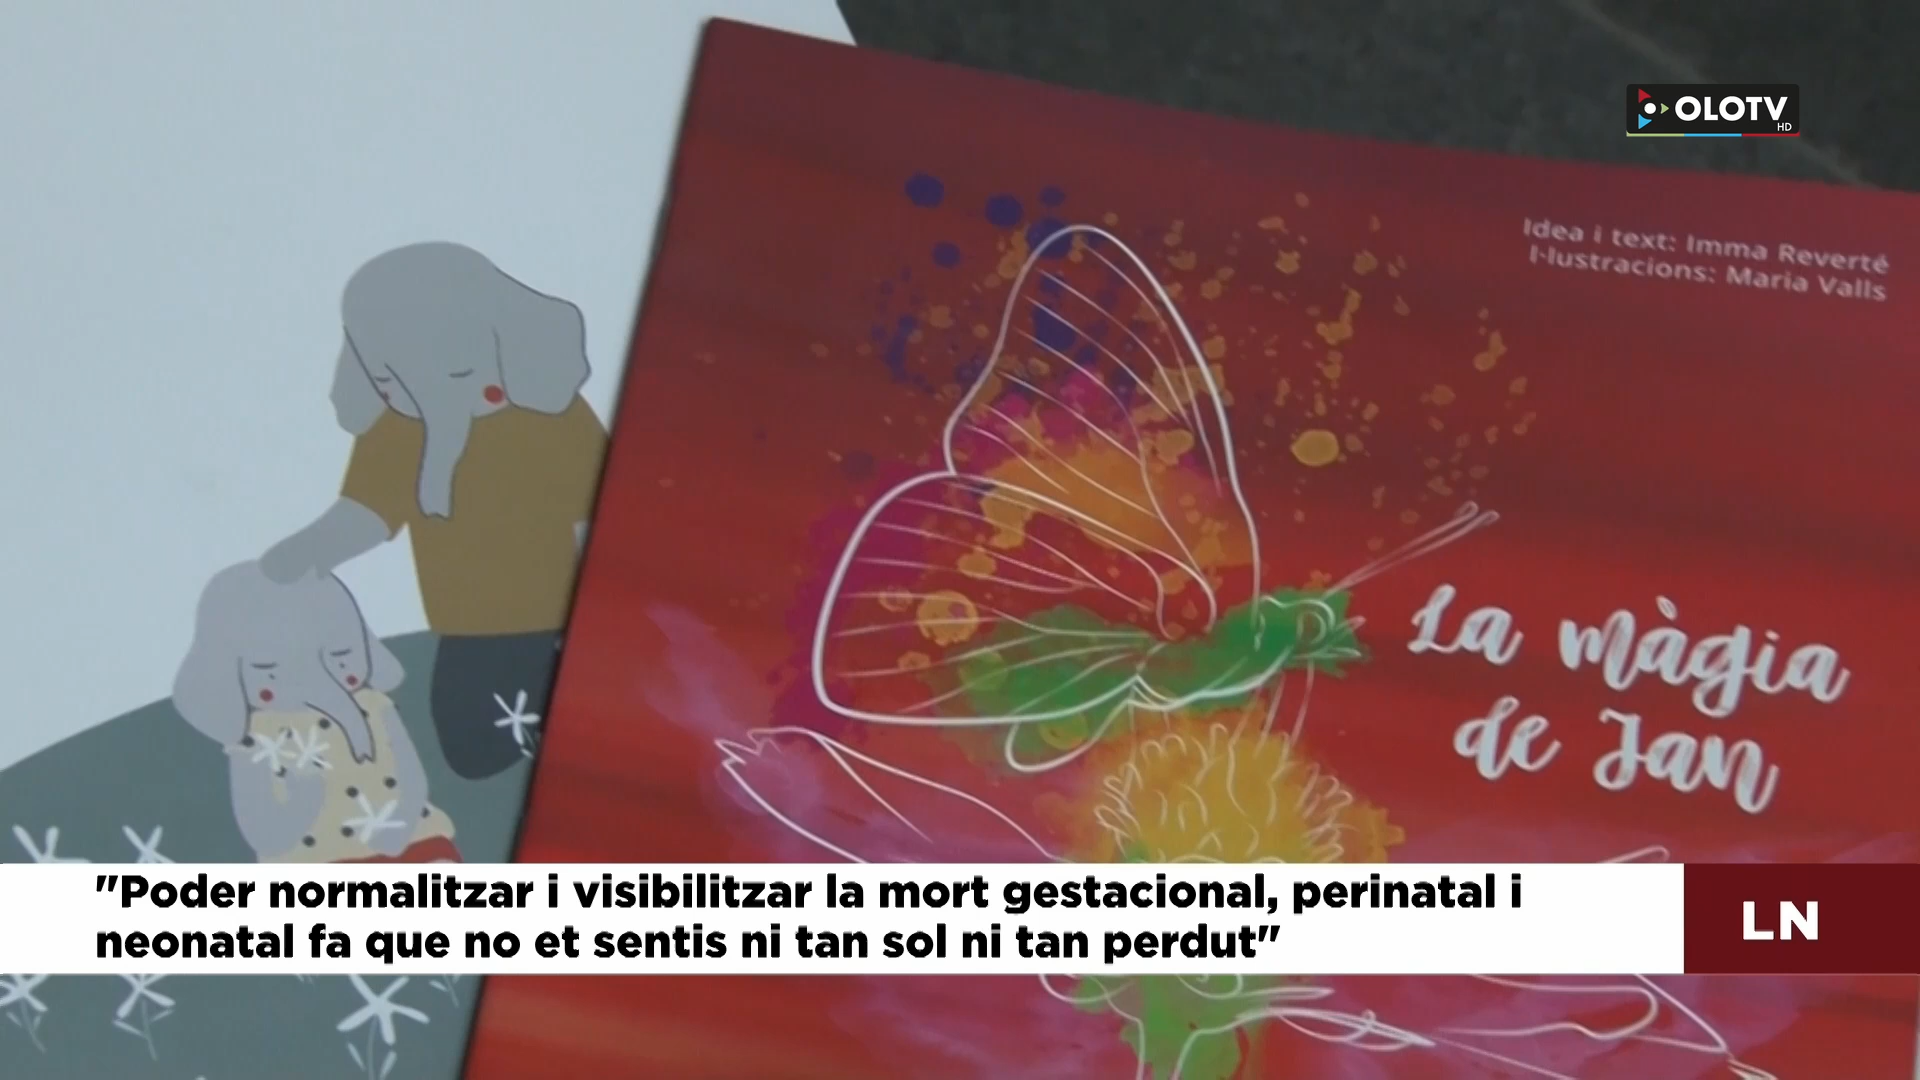 OLOTV
HD
Idea i text: Imma Reverté
Il·lustracions: Maria Valls
La màgia
de Jan
"Poder normalitzar i visibilitzar la mort gestacional, perinatal i
neonatal fa que no et sentis ni tan sol ni tan perdut"
LN